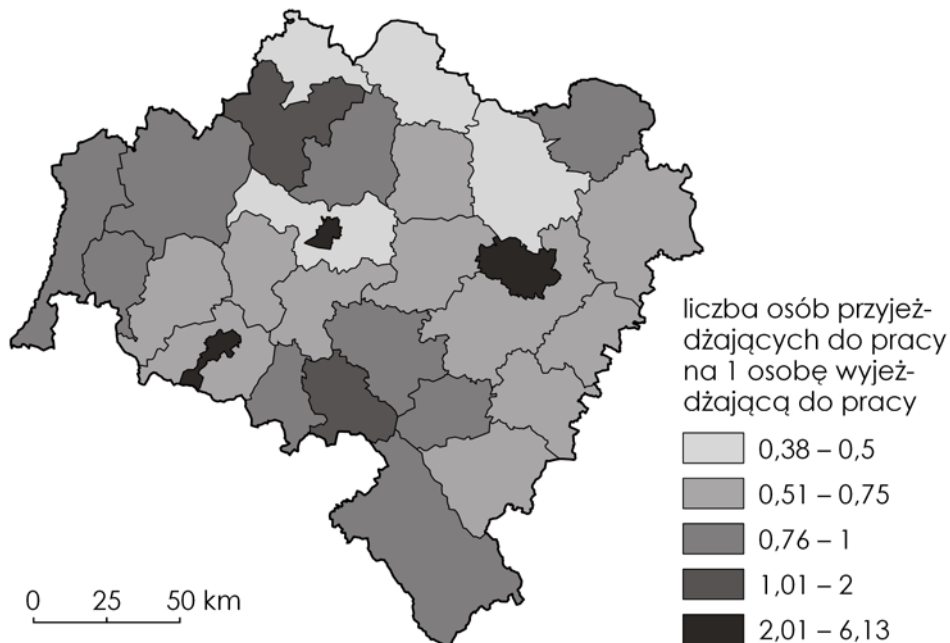 liczba osób przyjeż-
dżających do pracy
na 1 osobę wyjeż-
dżającą do pracy
0,38 – 0,5
0,51 – 0,75
0,76 – 1
1,01 – 2
2,01 – 6,13
0 25 50 km